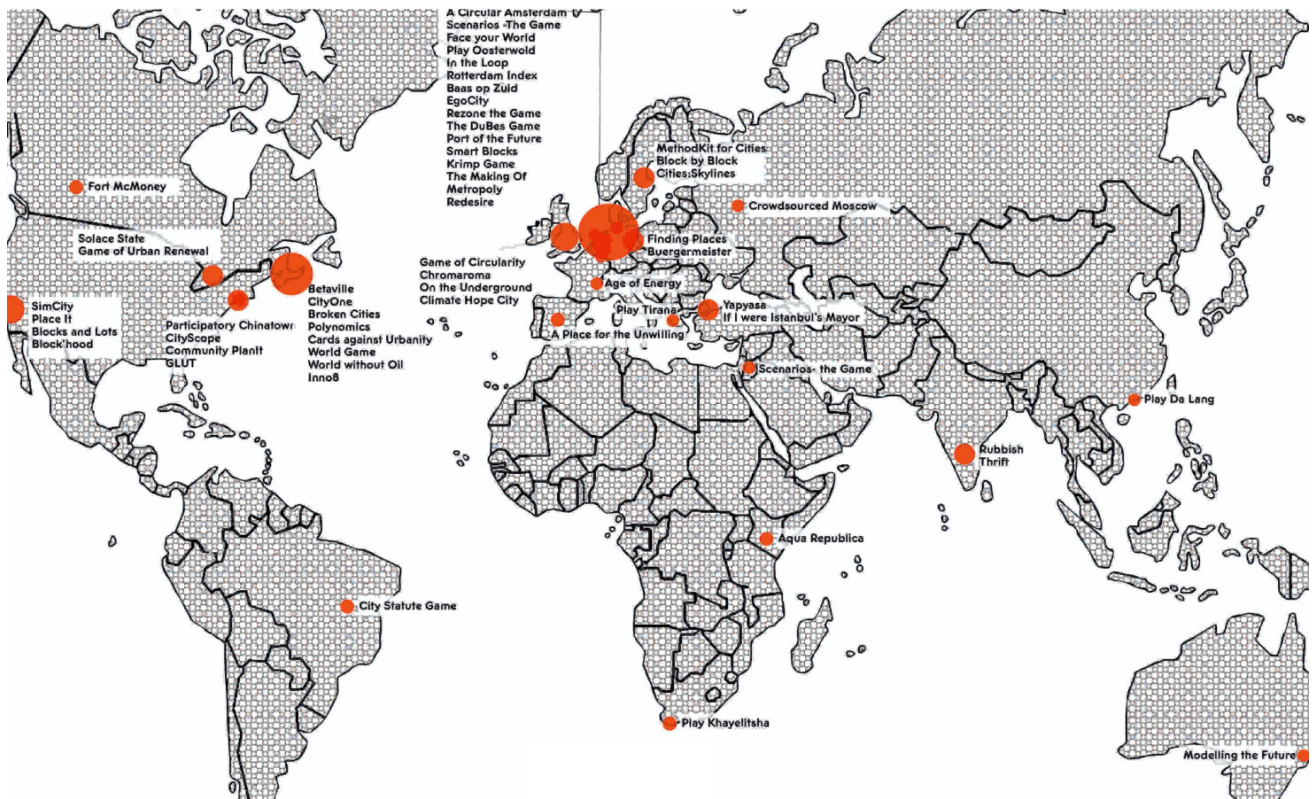 A Circular Amsterdam
Scenarios -The Game
Face your World
Play Oosterwold
In the Loop
Rotterdam Index
Baas op Zuid
EgoCity
Rezone the Game
The DuBes Game
Port of the Future
Smart Blocks
Krimp Game
The Making Of
Metropoly
Redesire
MethodKit for Cities
Block by Block
Cities:Skylines
Fort McMoney
Crowdsourced Moscow
Solace State
Game of Urban Renewal
Finding Places
Buergermeister
Game of Circularity
Chromaroma
On the Underground
Climate Hope City
Age of Energy
SimCity
Place It
Blocks and Lots
Block'hood
Betaville
CityOne
Broken Cities
Polynomics
Cards against Urbanity
World Game
World without Oil
Inno8
Participatory Chinatown
CityScope
Community PlanIt
GLUT
Play Tirana
Yapyasa
If I were Istanbul's Mayor
A Place for the Unwilling
Scenarios- the Game
Play Da Lang
Rubbish
Thrift
Aqua Republica
City Statute Game
Play Khayelitsha
Modelling the Future